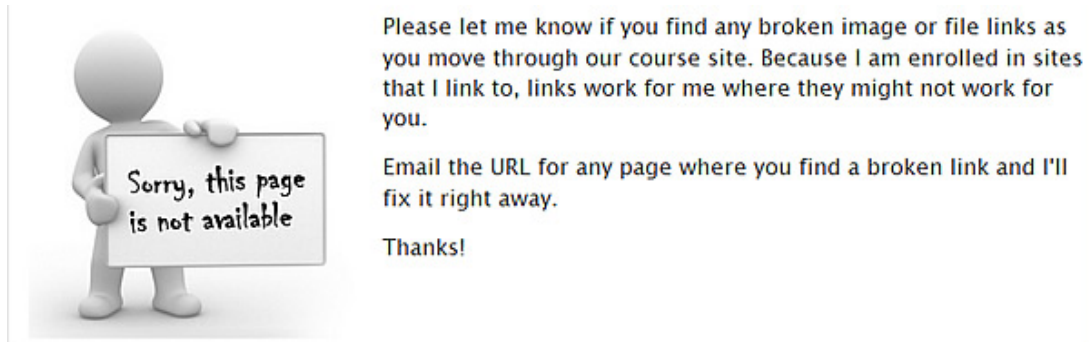 Please let me know if you find any broken image or file links as
you move through our course site. Because I am enrolled in sites
that I link to, links work for me where they might not work for
you.
Email the URL for any page where you find a broken link and I'll
fix it right away.
Thanks!
Sorry, this page
is not available